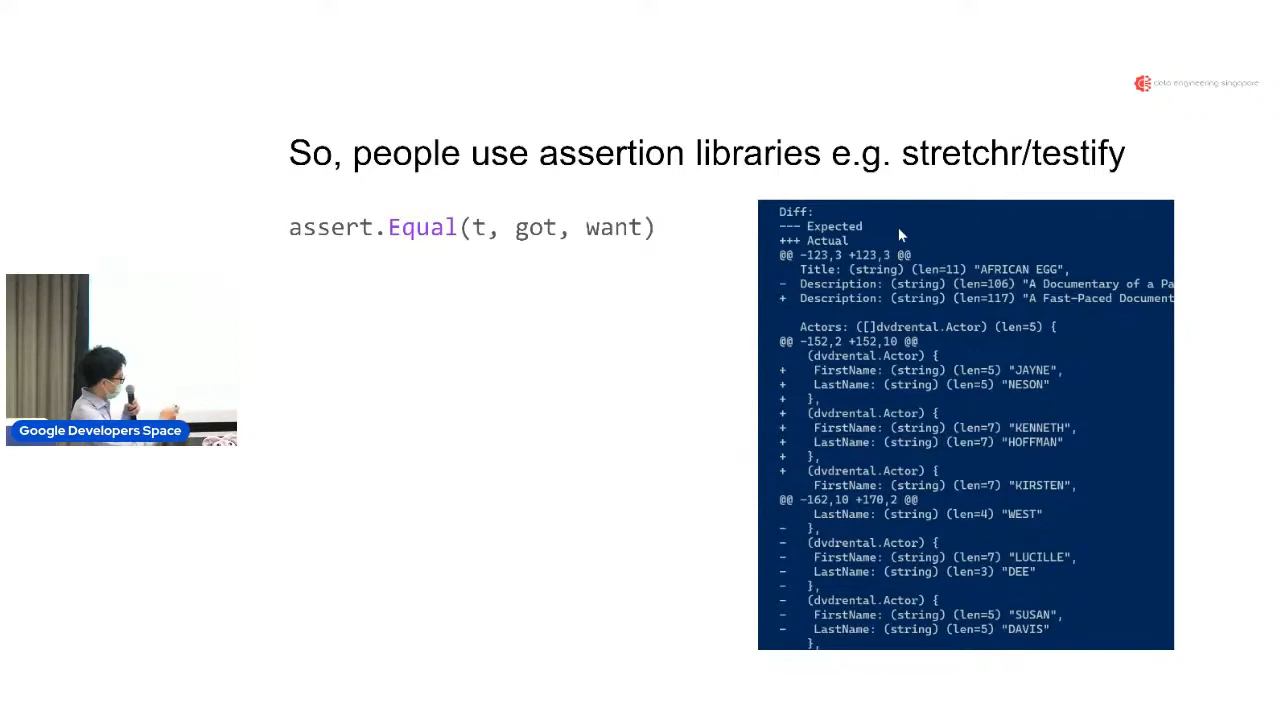 data engineering singapore
So, people use assertion libraries e.g. stretchr/testify
assert.Equal(t, got, want)
Google Developers Space
Diff:
--- Expected
+++ Actual
@@ -123,3 +123,3 @@
Title: (string) (len=11) "AFRICAN EGG",
- Description: (string) (len=106) "A Documentary of a Pa
+ Description: (string) (len=117) "A Fast-Paced Document
Actors: ([]dvdrental.Actor) (len=5) {
@@ -152,2 +152,10 @@
(dvdrental.Actor) {
+ FirstName: (string) (len=5) "JAYNE",
+ LastName: (string) (len=5) "NESON"
+ },
+ (dvdrental.Actor) {
+ FirstName: (string) (len=7) "KENNETH",
+ LastName: (string) (len=7) "HOFFMAN"
+ },
+ (dvdrental.Actor) {
FirstName: (string) (len=7) "KIRSTEN",
@@ -162,10 +170,2 @@
LastName: (string) (len=4) "WEST"
- },
- (dvdrental.Actor) {
- FirstName: (string) (len=7) "LUCILLE",
- LastName: (string) (len=3) "DEE"
- },
- (dvdrental.Actor) {
- FirstName: (string) (len=5) "SUSAN",
- LastName: (string) (len=5) "DAVIS"
},